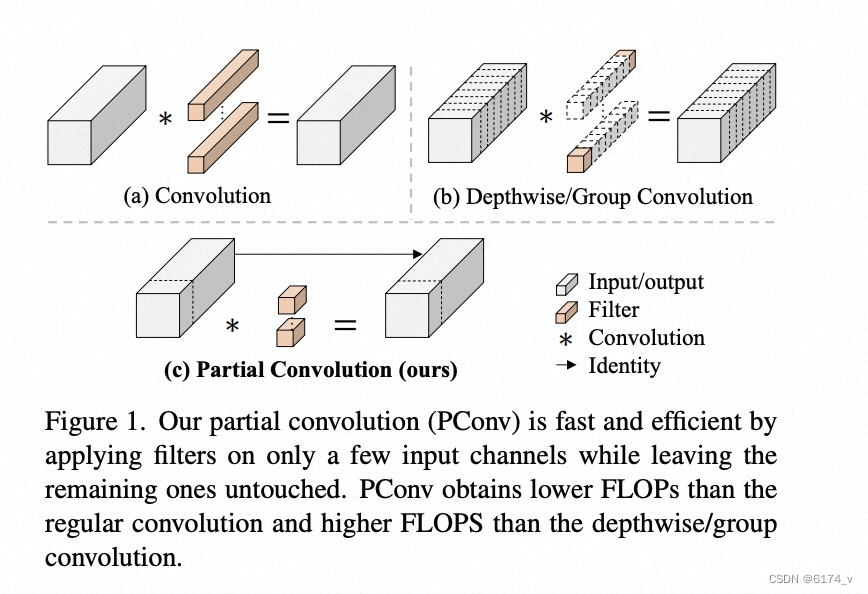 (a) Convolution
(b) Depthwise/Group Convolution
(c) Partial Convolution (ours)
Input/output
Filter
Convolution
Identity
Figure 1. Our partial convolution (PConv) is fast and efficient by
applying filters on only a few input channels while leaving the
remaining ones untouched. PConv obtains lower FLOPs than the
regular convolution and higher FLOPS than the depthwise/group
convolution.
CSDN @6174_v